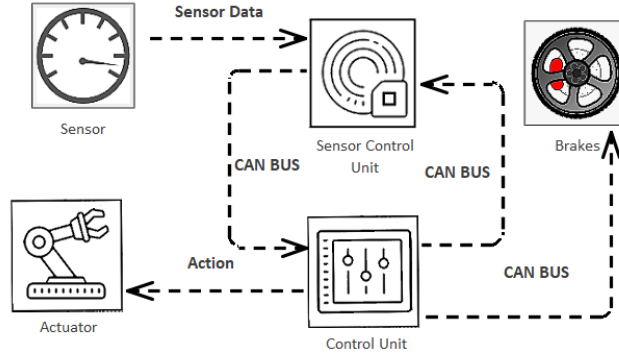 Sensor Data
Sensor
Sensor Control
Unit
Brakes
CAN BUS
CAN BUS
Action
CAN BUS
Actuator
Control Unit